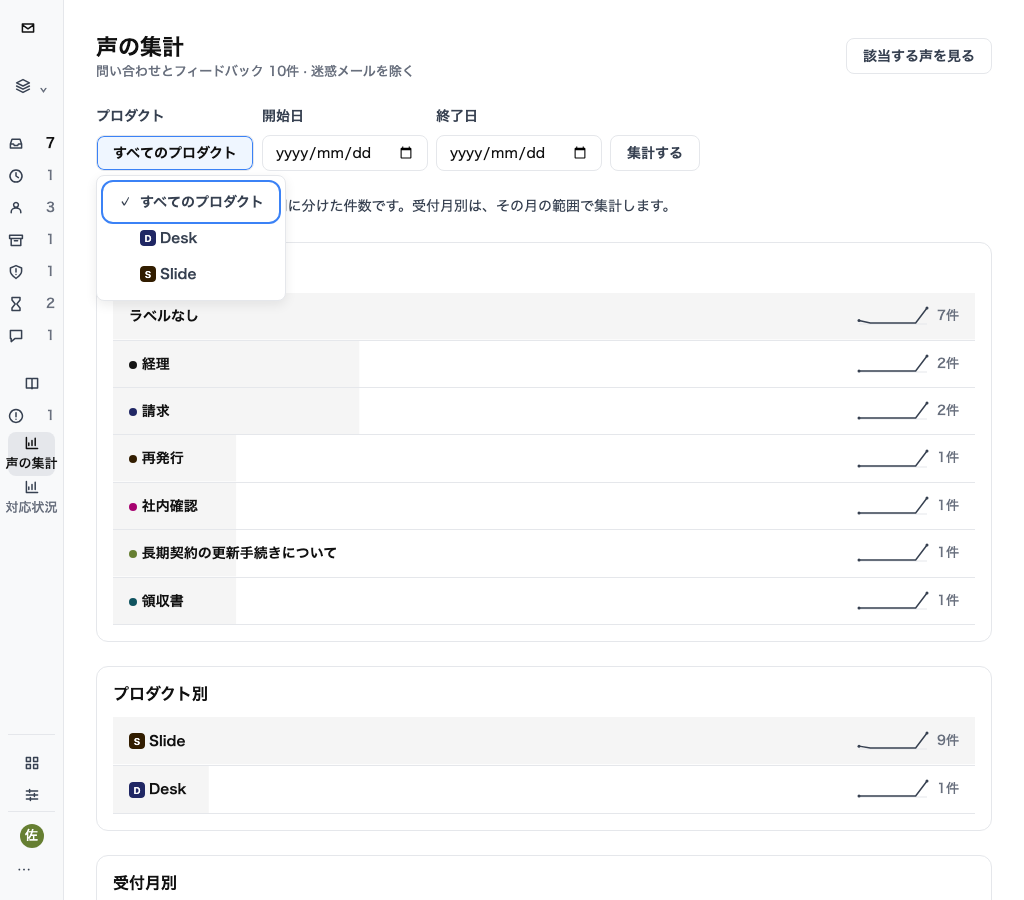 声の集計
問い合わせとフィードバック 10件 · 迷惑メールを除く
該当する声を見る
プロダクト
開始日
終了日
すべてのプロダクト
yyyy/mm/dd
yyyy/mm/dd
集計する
✓ すべてのプロダクト
D Desk
S Slide
に分けた件数です。受付月別は、その月の範囲で集計します。
7
1
3
1
1
2
1
1
声の集計
対応状況
佐
…
ラベルなし 7件
経理 2件
請求 2件
再発行 1件
社内確認 1件
長期契約の更新手続きについて 1件
領収書 1件
プロダクト別
S Slide 9件
D Desk 1件
受付月別